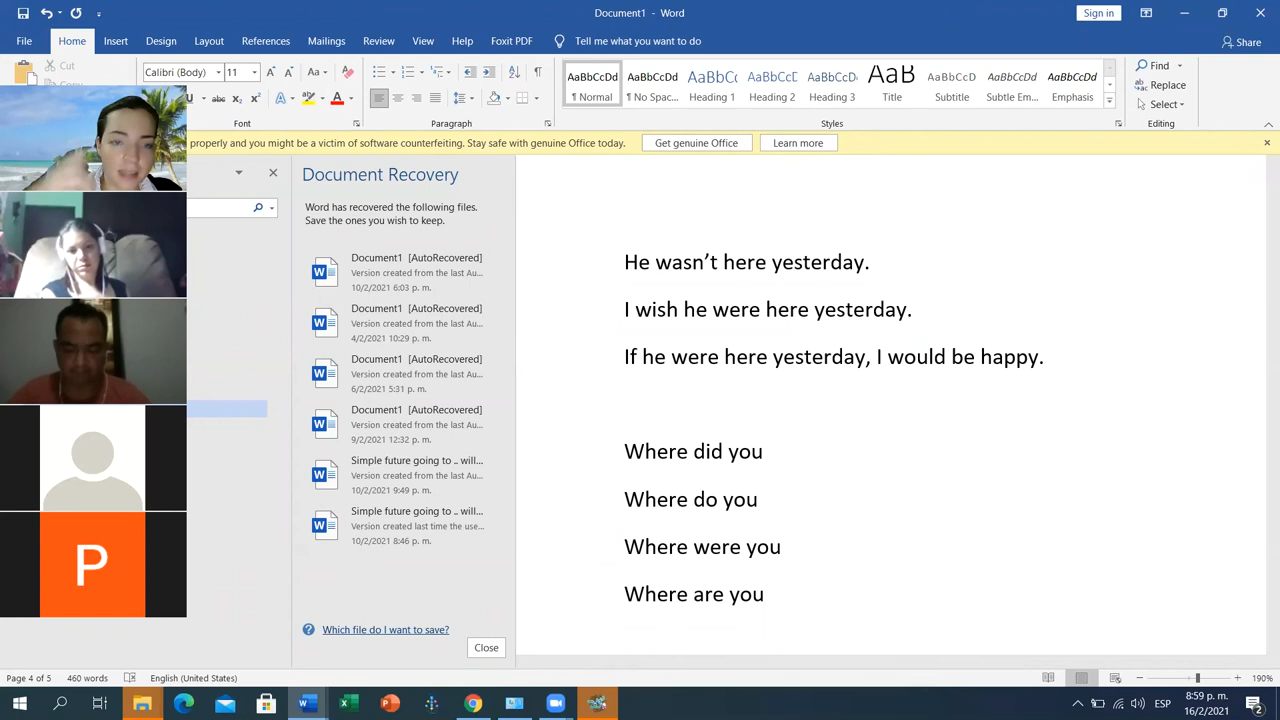 Document1 - Word
Sign in
File Home Insert Design Layout References Mailings Review View Help Foxit PDF Tell me what you want to do Share
Cut
Calibri (Body) 11
AaBbCcDd AaBbCcDd AaBbC AaBbCcD AaBbCcDd AaB AaBbCcDd AaBbCcDd AaBbCcDd
¶ Normal ¶ No Spac... Heading 1 Heading 2 Heading 3 Title Subtitle Subtle Em... Emphasis
Find
Replace
Select
Font Paragraph Styles Editing
properly and you might be a victim of software counterfeiting. Stay safe with genuine Office today. Get genuine Office Learn more
Document Recovery
Word has recovered the following files.
Save the ones you wish to keep.
Document1 [AutoRecovered]
Version created from the last Au...
10/2/2021 6:03 p. m.
Document1 [AutoRecovered]
Version created from the last Au...
4/2/2021 10:29 p. m.
Document1 [AutoRecovered]
Version created from the last Au...
6/2/2021 5:31 p. m.
Document1 [AutoRecovered]
Version created from the last Au...
9/2/2021 12:32 p. m.
Simple future going to .. will...
Version created from the last Au...
10/2/2021 9:49 p. m.
Simple future going to .. will...
Version created last time the use...
10/2/2021 8:46 p. m.
Which file do I want to save?
Close
He wasn’t here yesterday.
I wish he were here yesterday.
If he were here yesterday, I would be happy.
Where did you
Where do you
Where were you
Where are you
P
Page 4 of 5 460 words English (United States) 190%
ESP
8:59 p. m.
16/2/2021
2